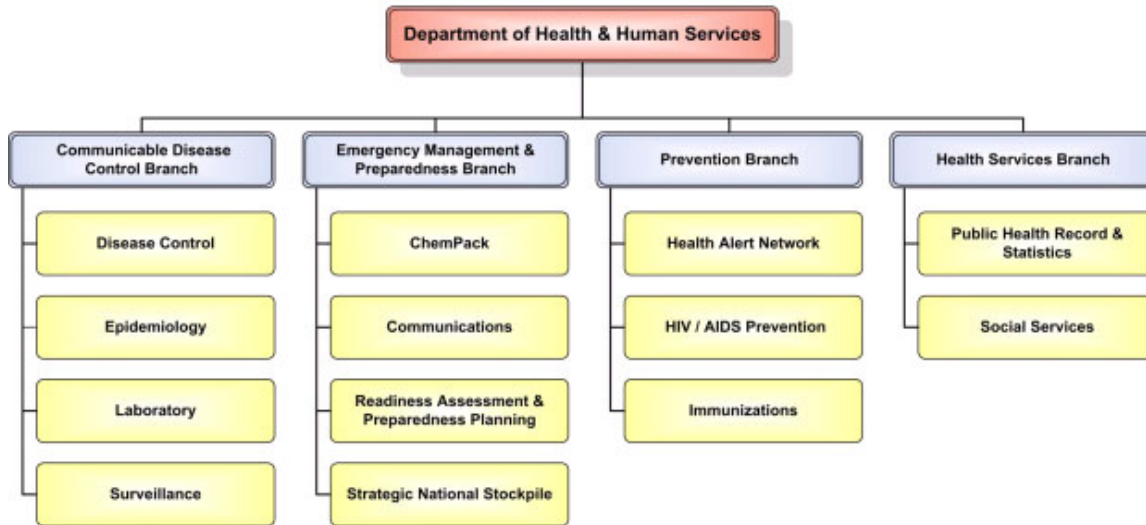 Department of Health & Human Services
Communicable Disease
Control Branch
Emergency Management &
Preparedness Branch
Prevention Branch
Health Services Branch
Disease Control
ChemPack
Health Alert Network
Public Health Record &
Statistics
Epidemiology
Communications
HIV / AIDS Prevention
Social Services
Laboratory
Readiness Assessment &
Preparedness Planning
Immunizations
Surveillance
Strategic National Stockpile